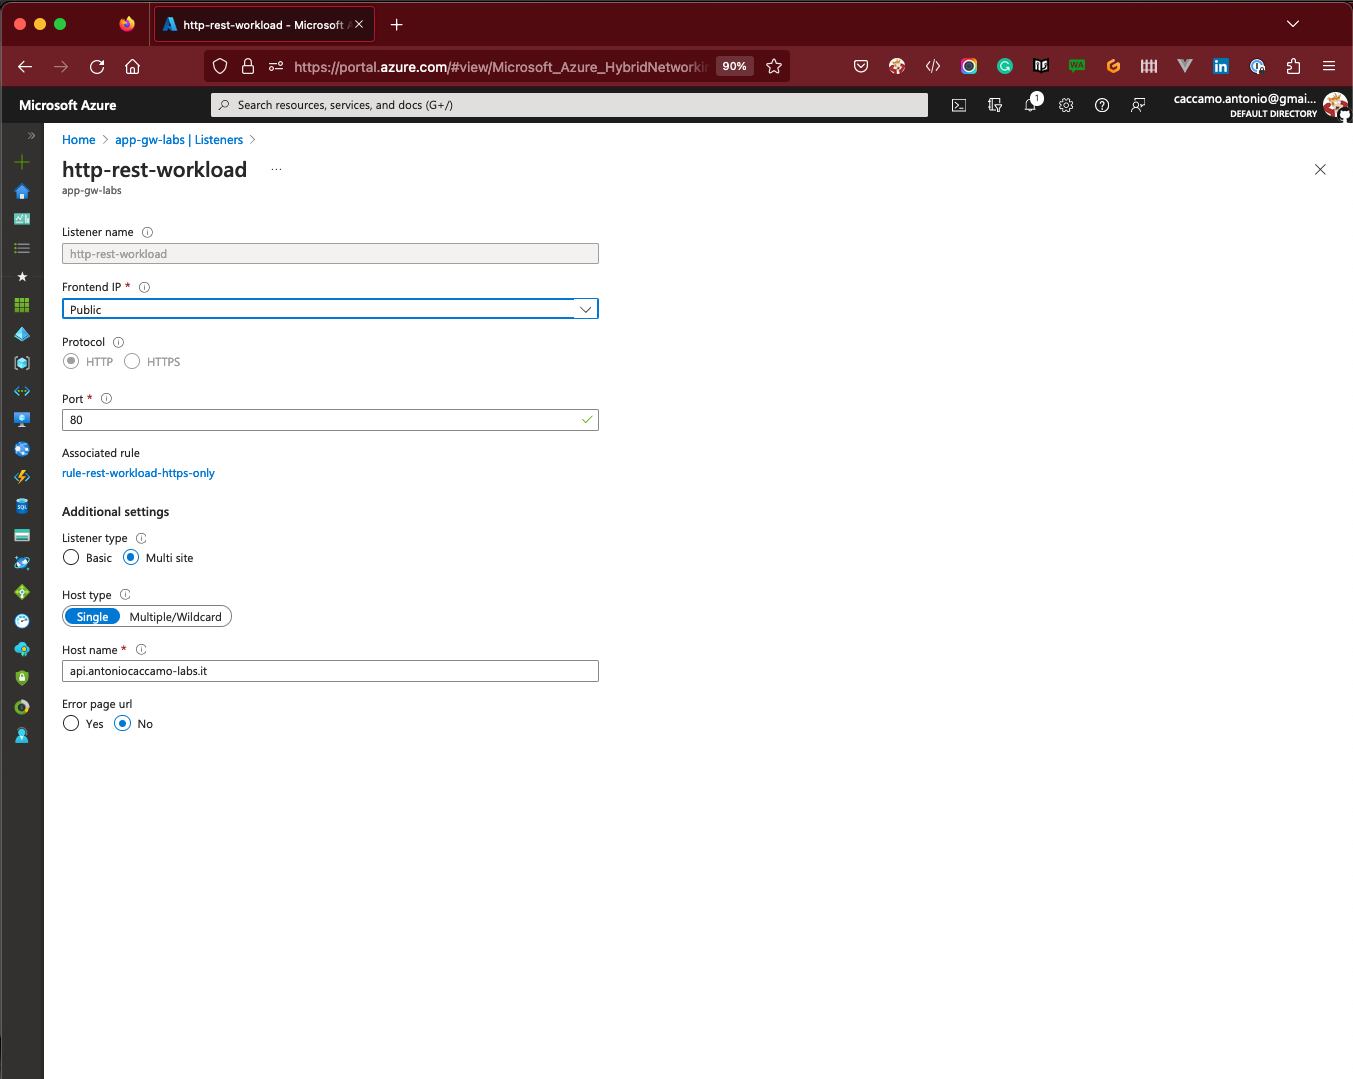 http-rest-workload - Microsoft A
https://portal.azure.com/#view/Microsoft_Azure_HybridNetworkin
90%
Microsoft Azure
Search resources, services, and docs (G+/)
1
caccamo.antonio@gmai...
DEFAULT DIRECTORY
Home > app-gw-labs | Listeners >
http-rest-workload ...
app-gw-labs
Listener name
http-rest-workload
Frontend IP *
Public
Protocol
HTTP HTTPS
Port *
80
Associated rule
rule-rest-workload-https-only
Additional settings
Listener type
Basic Multi site
Host type
Single Multiple/Wildcard
Host name *
api.antoniocaccamo-labs.it
Error page url
Yes No